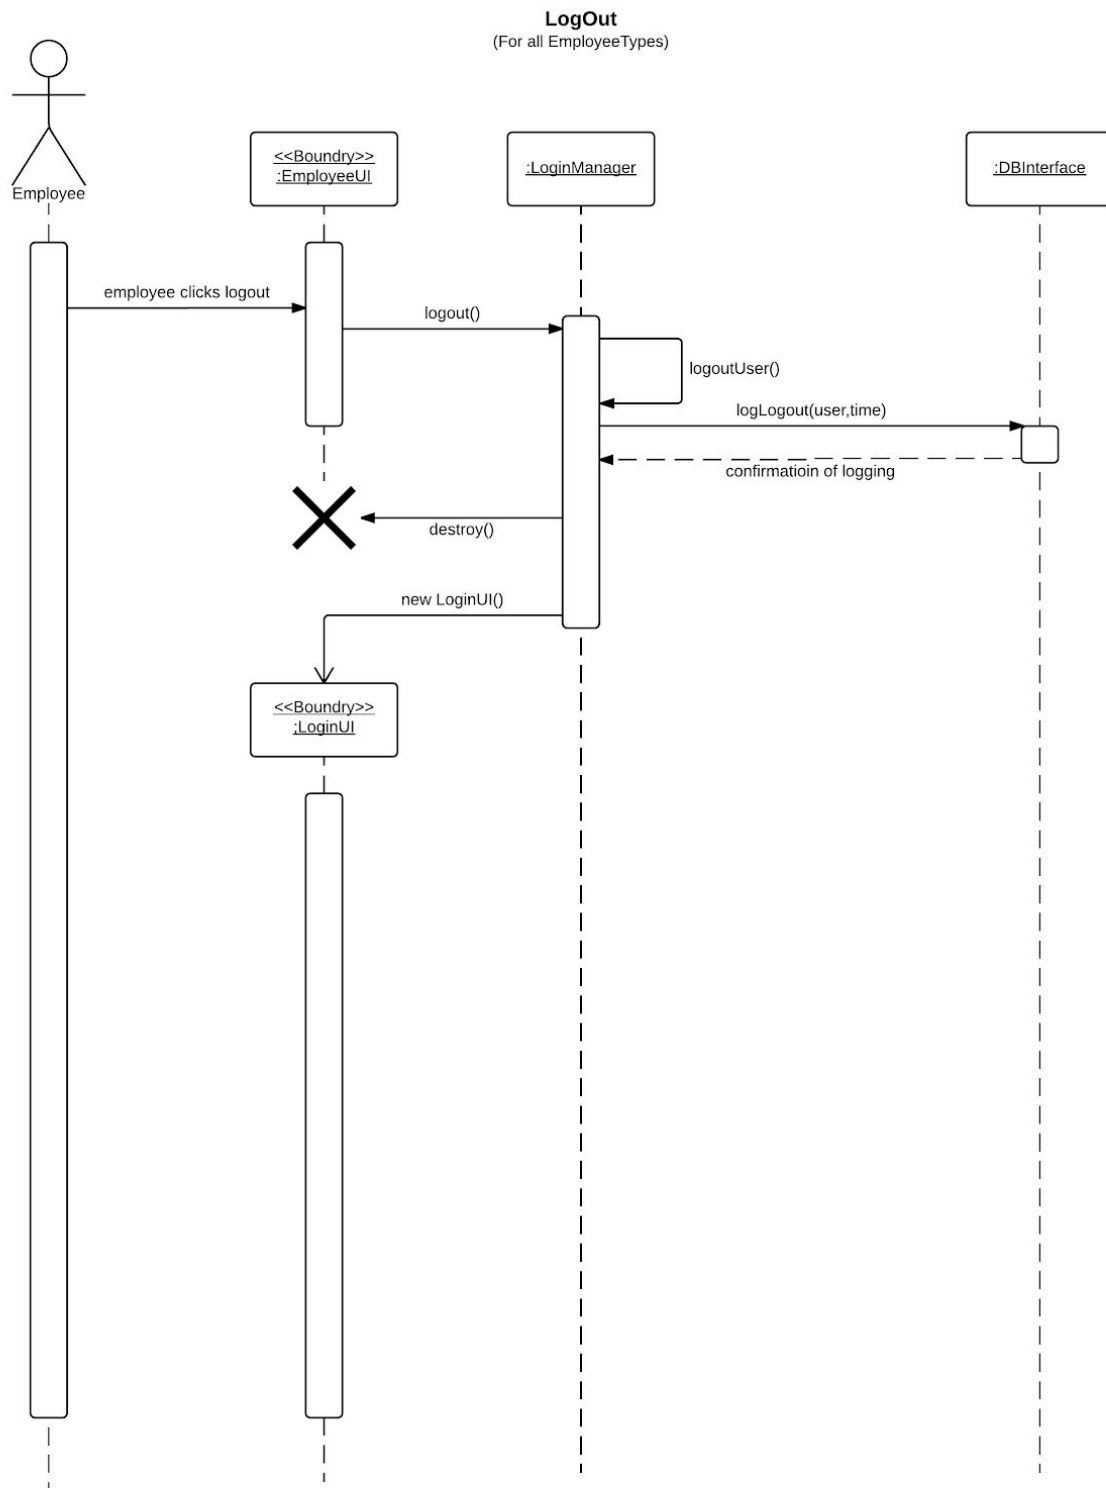 LogOut
(For all EmployeeTypes)
Employee
<<Boundry>>
:EmployeeUI
:LoginManager
:DBInterface
employee clicks logout
logout()
logoutUser()
logLogout(user,time)
confirmatioin of logging
destroy()
new LoginUI()
<<Boundry>>
;LoginUI